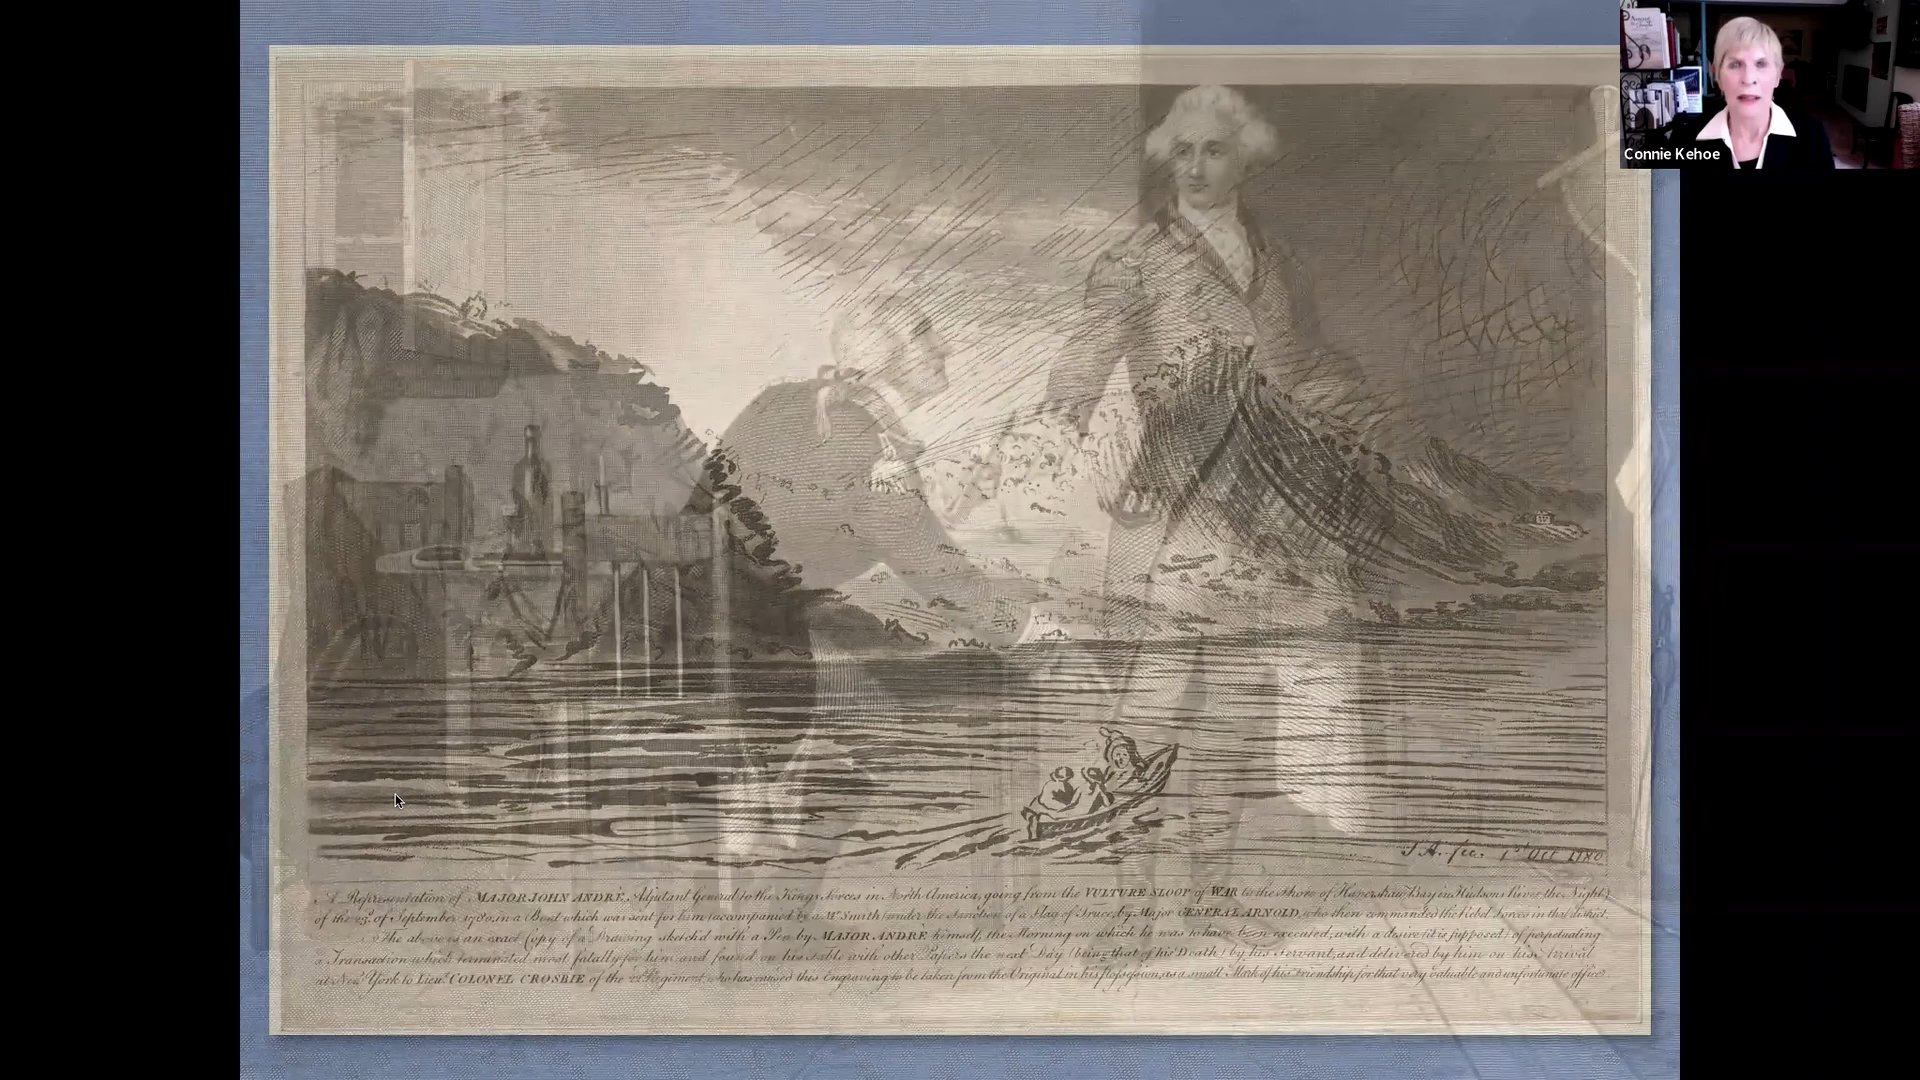 Connie Kehoe
J.A. fec. 1st Oct 1780
A Representation of MAJOR JOHN ANDRÉ, Adjutant General to the King's Forces in North America, going from the VULTURE SLOOP of WAR to the Shore of Havershaw Bay in Hudson's River the Night
of the of September 1780, in a Boat which was sent for him (accompanied by a Mr Smith) under the Sanction of a Flag of Truce, by Major GENERAL ARNOLD, who then commanded the Rebel Forces in that district.
The above is an exact Copy of a Drawing sketch'd with a Pen by MAJOR ANDRÉ himself, the Morning on which he was to have been executed, with a desire (it is supposed) of perpetuating
a Transaction which terminated most fatally for him and found on his table with other Papers the next Day (being that of his Death) by his Servant, and delivered by him on his Arrival
at New York to Lieut. COLONEL CROSBIE of the Regiment, who has caused this Engraving to be taken from the Original in his possession, as a small Mark of his Friendship for that very valuable and unfortunate officer